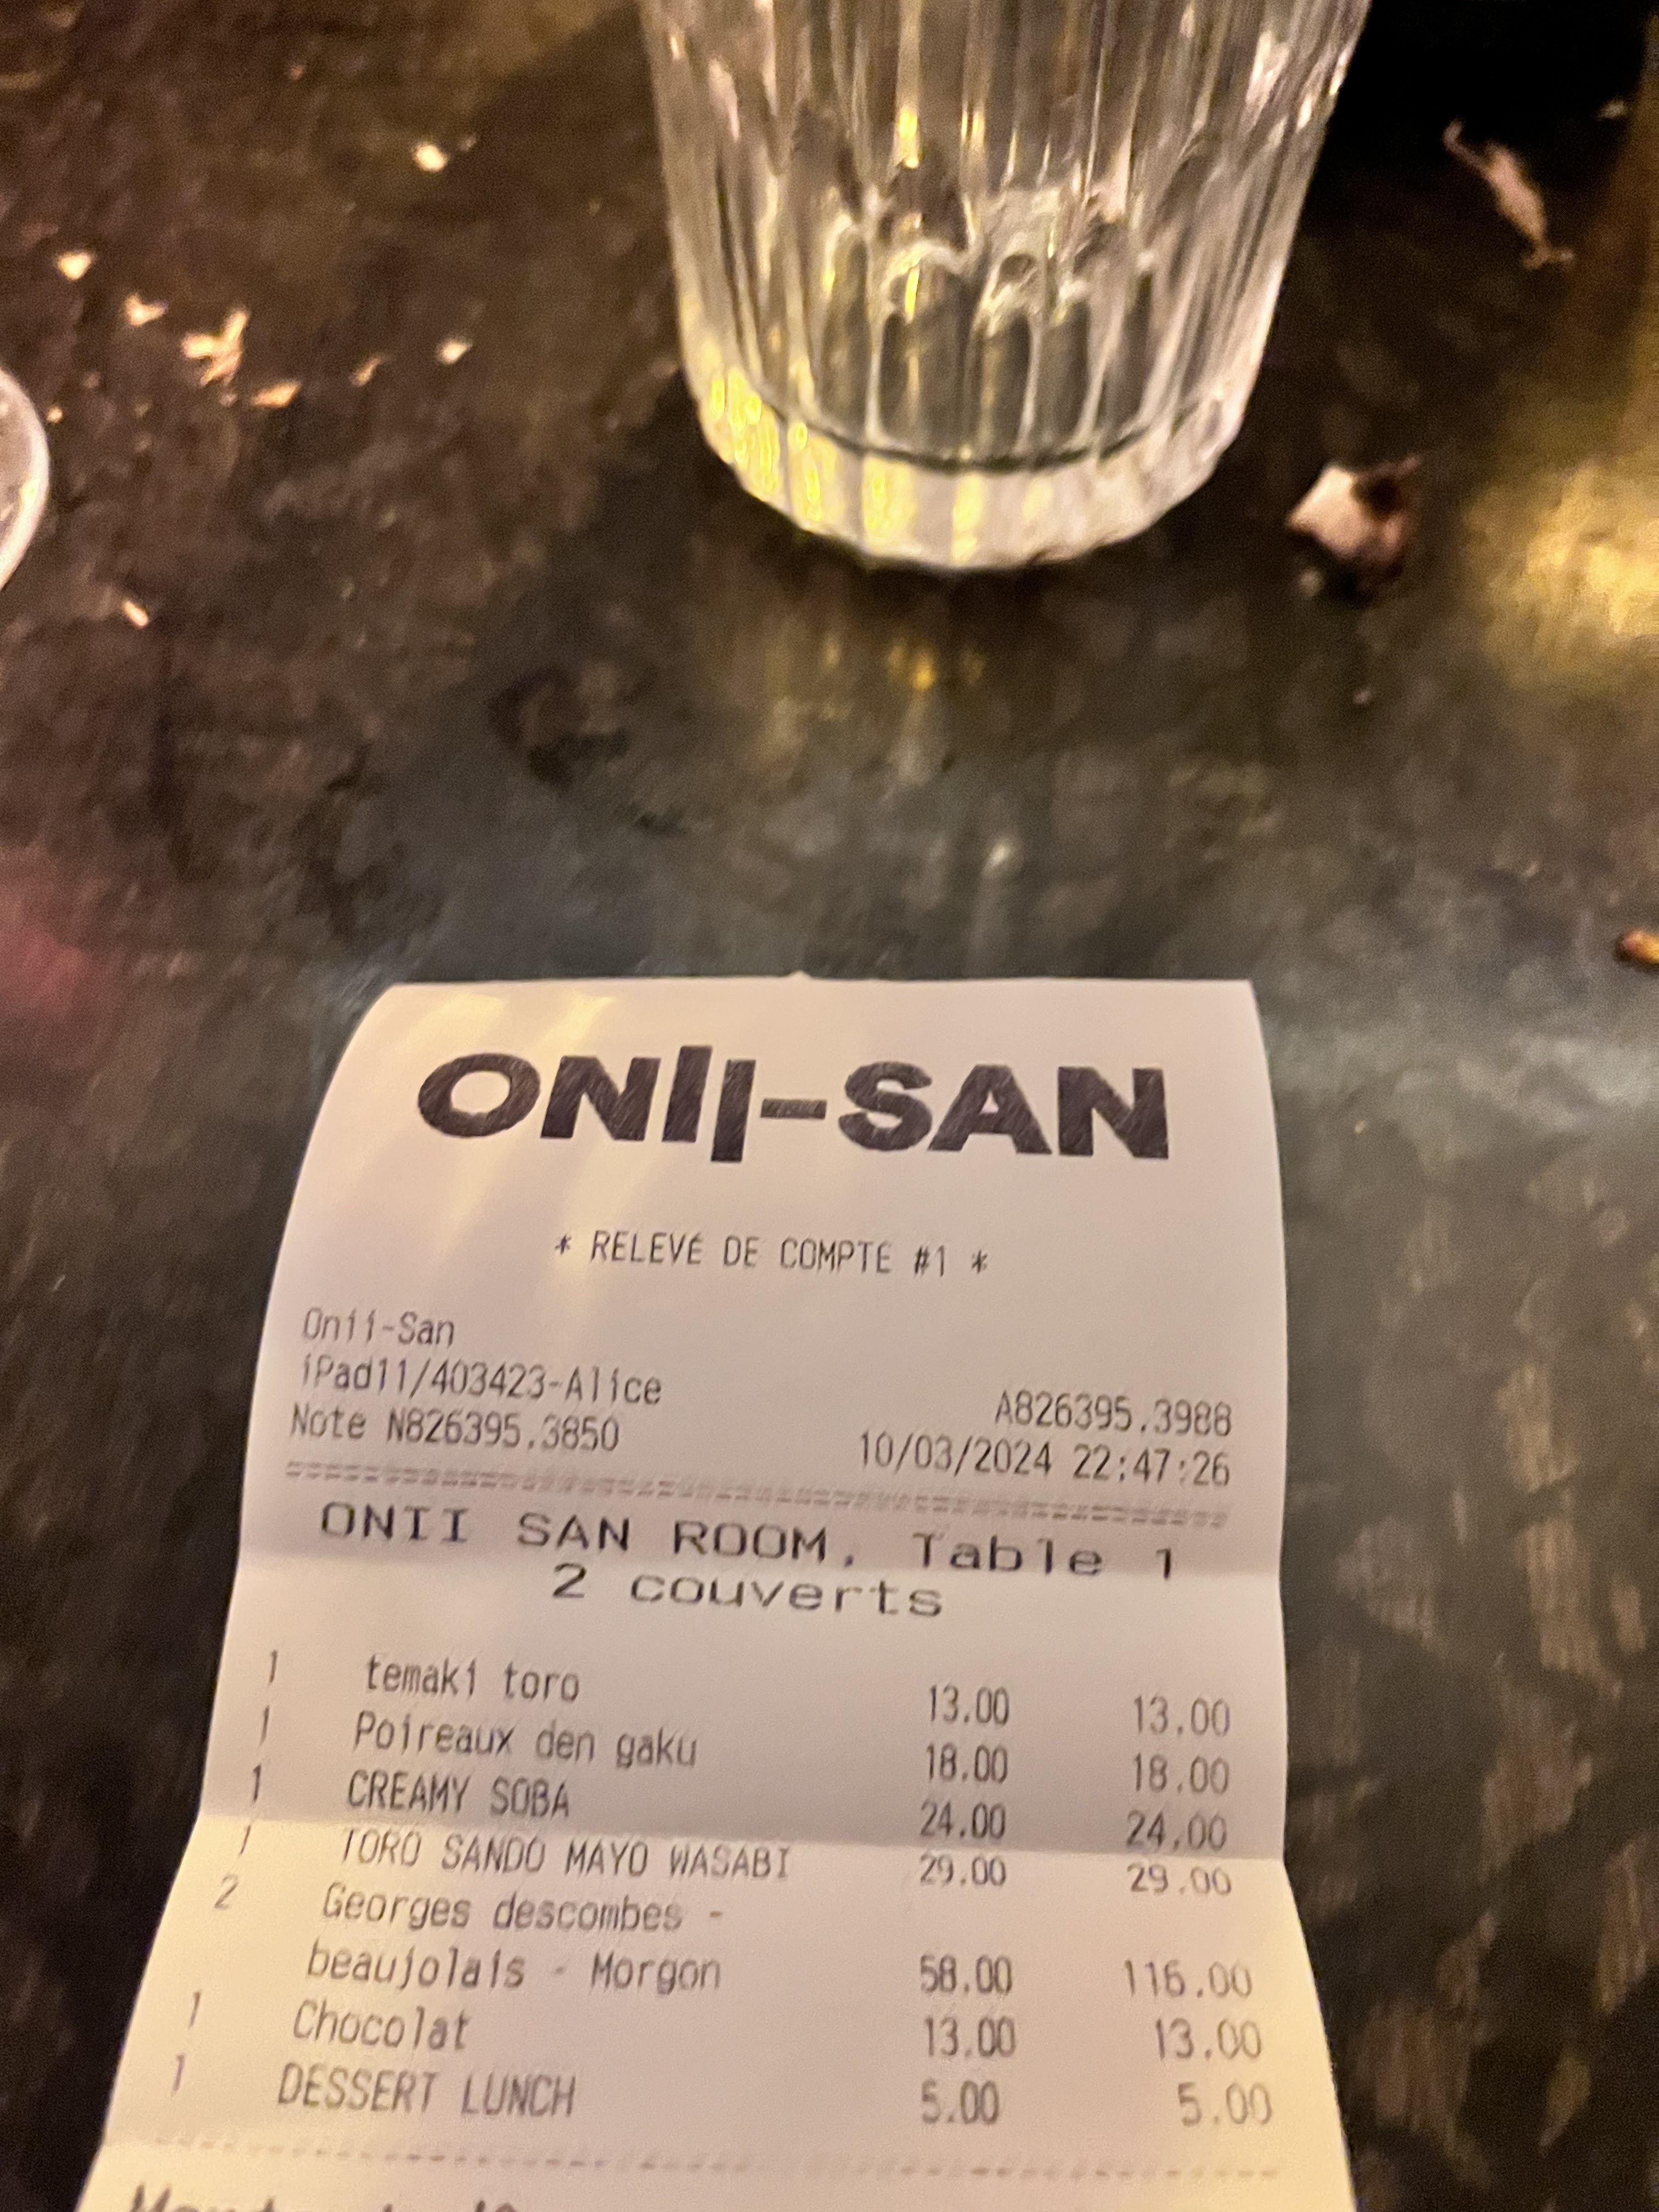 ONII-SAN
* RELEVÉ DE COMPTE #1 *
Onii-San
iPad11/403423-Alice A826395.3988
Note N826395.3850 10/03/2024 22:47:26
ONII SAN ROOM, Table 1
2 couverts
1 temaki toro 13.00 13.00
1 Poireaux den gaku 18.00 18.00
1 CREAMY SOBA 24.00 24.00
1 TORO SANDO MAYO WASABI 29.00 29.00
2 Georges descombes -
beaujolais - Morgon 58.00 116.00
1 Chocolat 13.00 13.00
1 DESSERT LUNCH 5.00 5.00